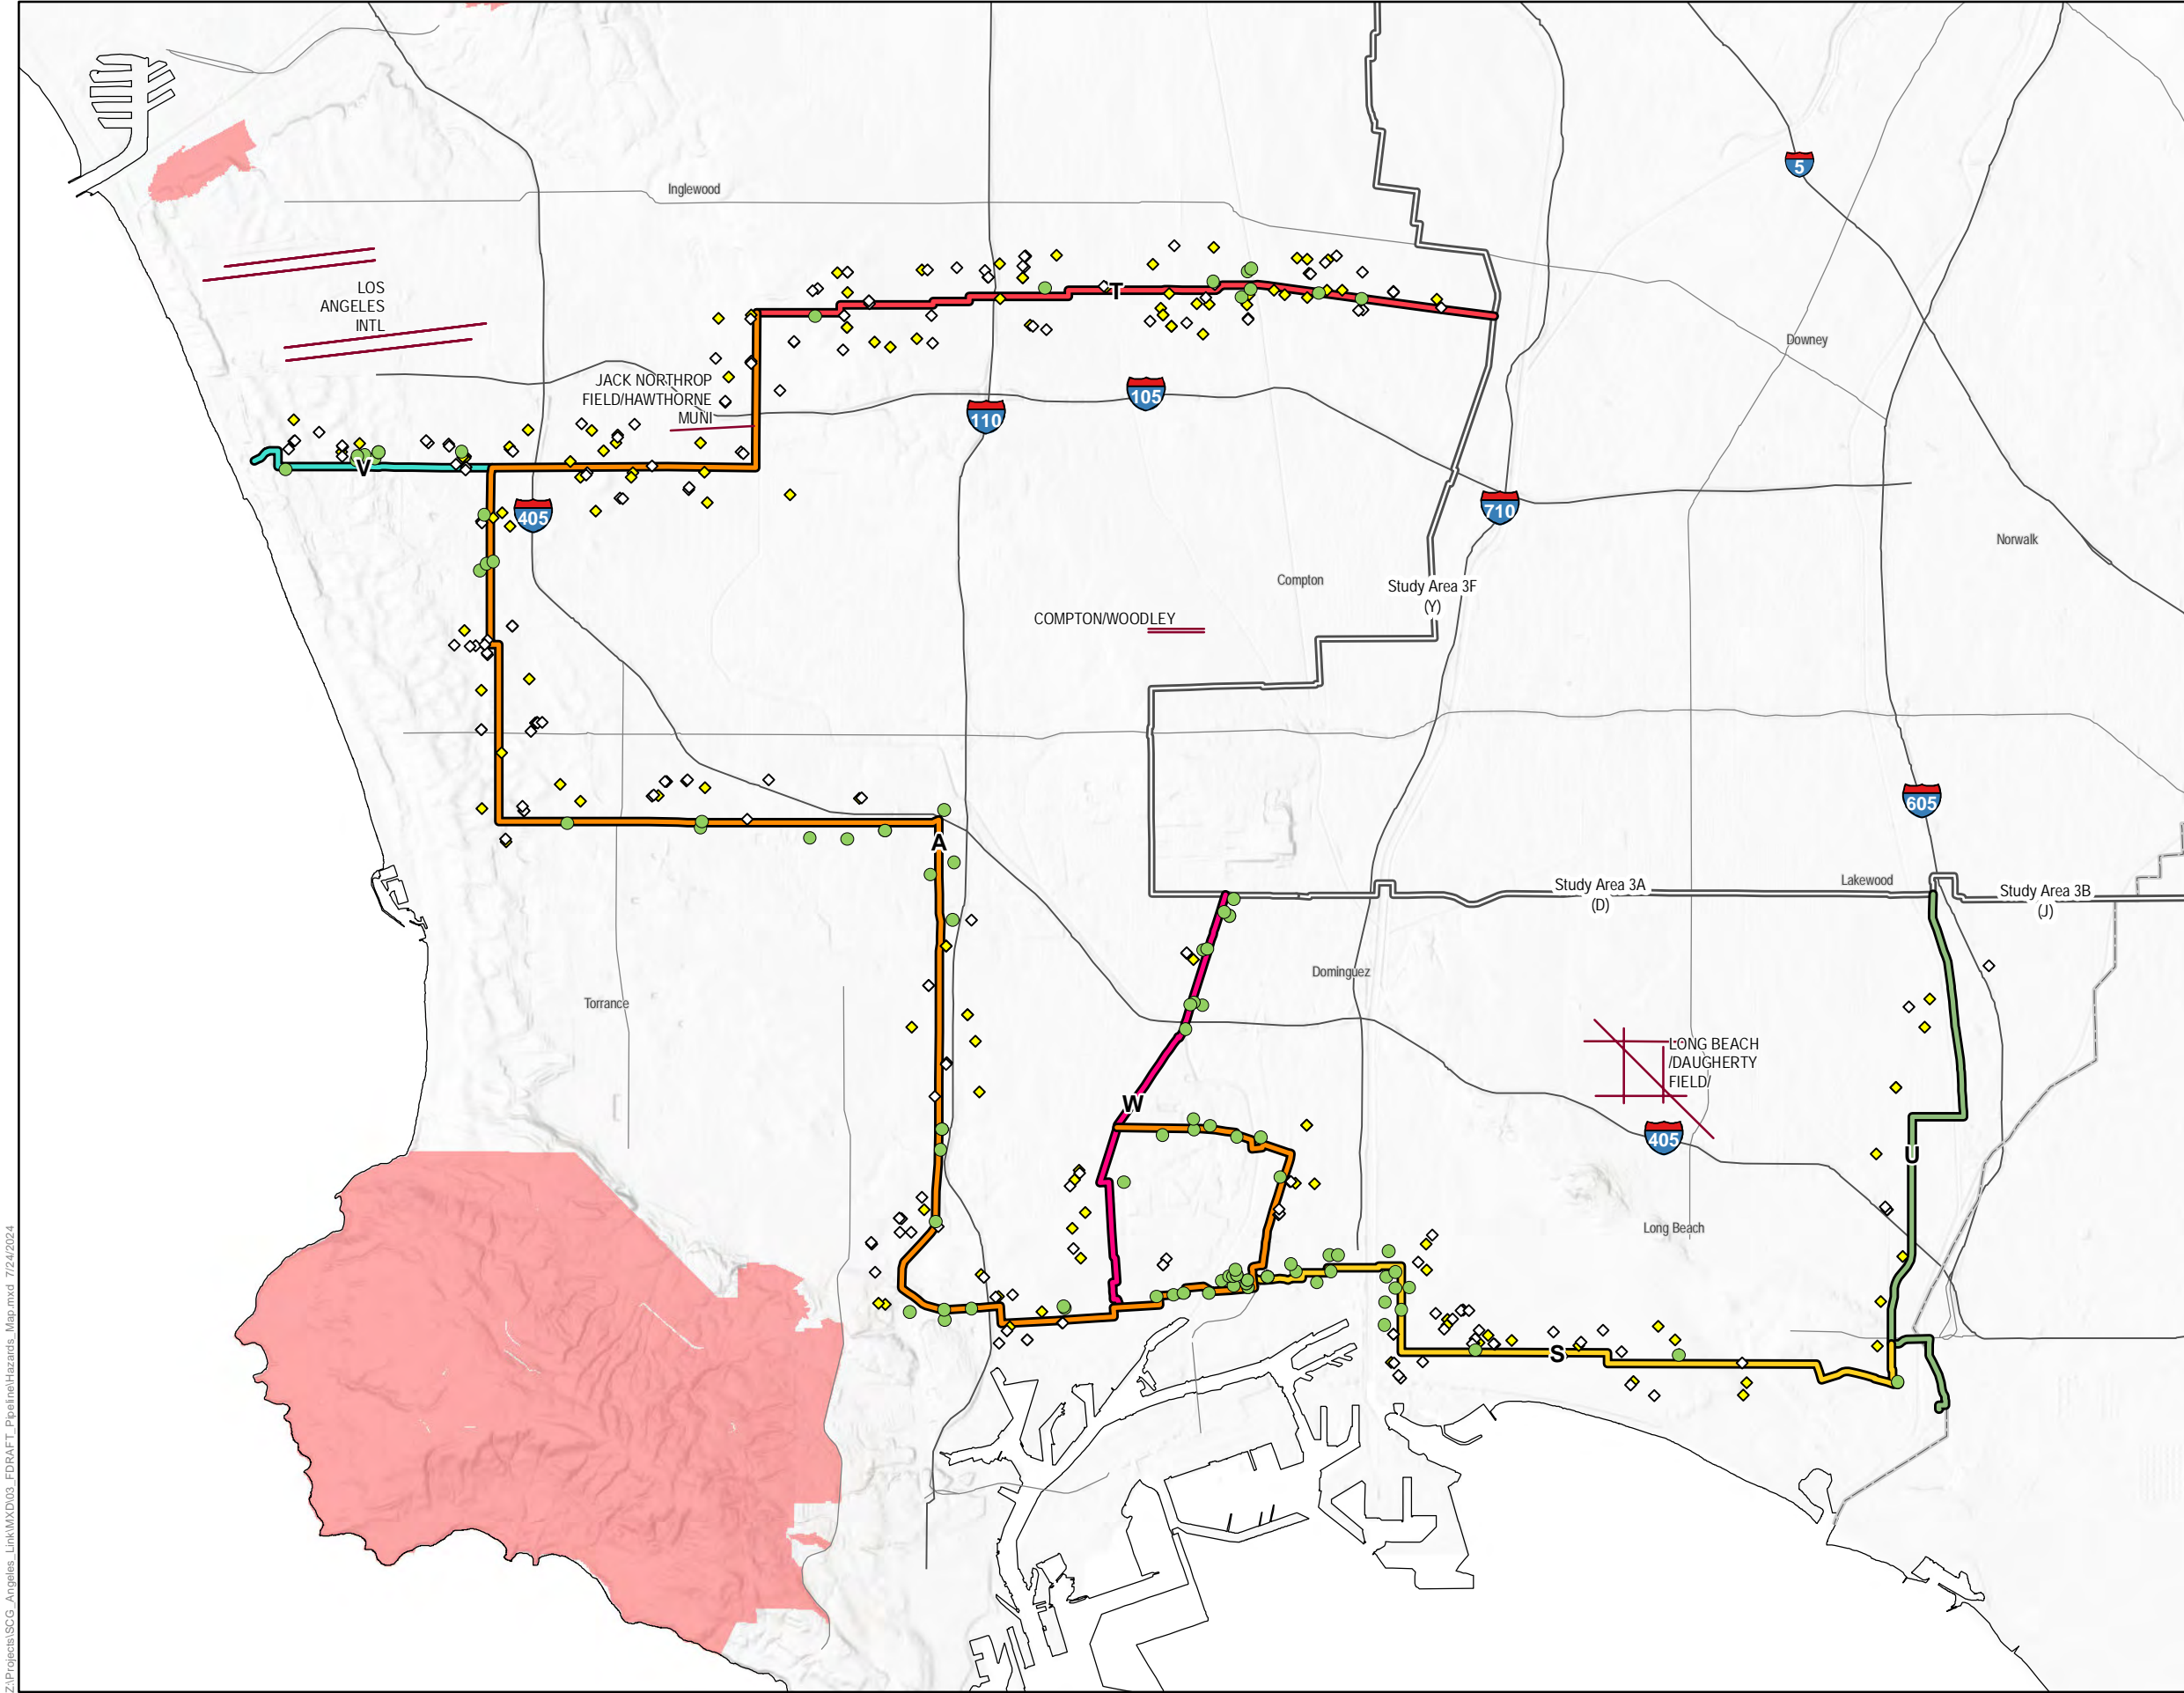 5
Inglewood
LOS
ANGELES
INTL
T
Downey
JACK NORTHROP
FIELD/HAWTHORNE
MUNI
105
110
V
405
710
Norwalk
Compton
Study Area 3F
(Y)
COMPTON/WOODLEY
605
A
Lakewood
Study Area 3A
(D)
Study Area 3B
(J)
Dominguez
Torrance
LONG BEACH
/DAUGHERTY
FIELD/
W
405
U
Long Beach
S
Z:\Projects\SCG_Angeles_Link\MXD\03_FDRAFT_Pipeline\Hazards_Map.mxd 7/24/2024